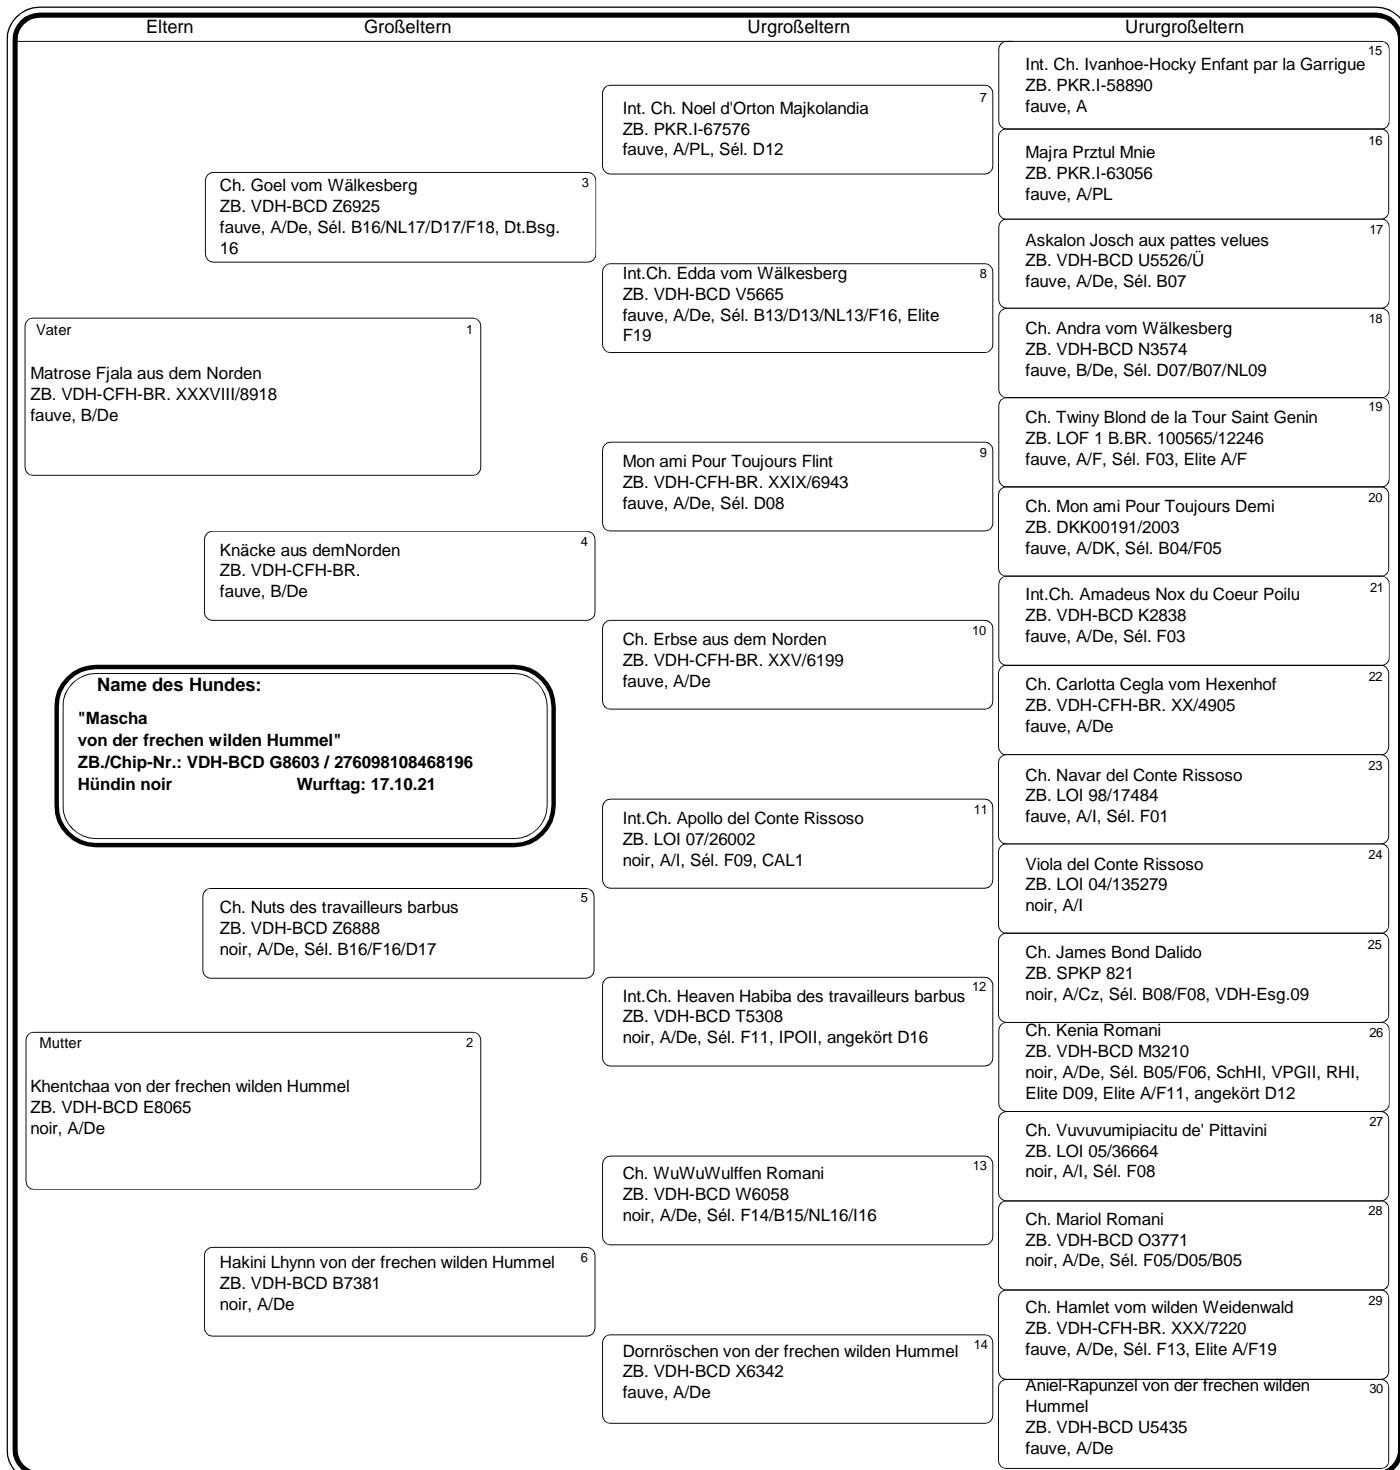 Eltern Großeltern Urgroßeltern Ururgroßeltern
Vater 1
Matrose Fjala aus dem Norden
ZB. VDH-CFH-BR. XXXVIII/8918
fauve, B/De
Name des Hundes:
"Mascha
von der frechen wilden Hummel"
ZB./Chip-Nr.: VDH-BCD G8603 / 276098108468196
Hündin noir Wurftag: 17.10.21
Mutter 2
Khentchaa von der frechen wilden Hummel
ZB. VDH-BCD E8065
noir, A/De
Ch. Goel vom Wälkesberg 3
ZB. VDH-BCD Z6925
fauve, A/De, Sél. B16/NL17/D17/F18, Dt.Bsg.
16
Knäcke aus demNorden 4
ZB. VDH-CFH-BR.
fauve, B/De
Ch. Nuts des travailleurs barbus 5
ZB. VDH-BCD Z6888
noir, A/De, Sél. B16/F16/D17
Hakini Lhynn von der frechen wilden Hummel 6
ZB. VDH-BCD B7381
noir, A/De
Int. Ch. Noel d'Orton Majkolandia 7
ZB. PKR.I-67576
fauve, A/PL, Sél. D12
Int.Ch. Edda vom Wälkesberg 8
ZB. VDH-BCD V5665
fauve, A/De, Sél. B13/D13/NL13/F16, Elite
F19
Mon ami Pour Toujours Flint 9
ZB. VDH-CFH-BR. XXIX/6943
fauve, A/De, Sél. D08
Ch. Erbse aus dem Norden 10
ZB. VDH-CFH-BR. XXV/6199
fauve, A/De
Int.Ch. Apollo del Conte Rissoso 11
ZB. LOI 07/26002
noir, A/I, Sél. F09, CAL1
Int.Ch. Heaven Habiba des travailleurs barbus 12
ZB. VDH-BCD T5308
noir, A/De, Sél. F11, IPOII, angekört D16
Ch. WuWuWulffen Romani 13
ZB. VDH-BCD W6058
noir, A/De, Sél. F14/B15/NL16/I16
Dornröschen von der frechen wilden Hummel 14
ZB. VDH-BCD X6342
fauve, A/De
Int. Ch. Ivanhoe-Hocky Enfant par la Garrigue 15
ZB. PKR.I-58890
fauve, A
Majra Prztul Mnie 16
ZB. PKR.I-63056
fauve, A/PL
Askalon Josch aux pattes velues 17
ZB. VDH-BCD U5526/Ü
fauve, A/De, Sél. B07
Ch. Andra vom Wälkesberg 18
ZB. VDH-BCD N3574
fauve, B/De, Sél. D07/B07/NL09
Ch. Twiny Blond de la Tour Saint Genin 19
ZB. LOF 1 B.BR. 100565/12246
fauve, A/F, Sél. F03, Elite A/F
Ch. Mon ami Pour Toujours Demi 20
ZB. DKK00191/2003
fauve, A/DK, Sél. B04/F05
Int.Ch. Amadeus Nox du Coeur Poilu 21
ZB. VDH-BCD K2838
fauve, A/De, Sél. F03
Ch. Carlotta Cegla vom Hexenhof 22
ZB. VDH-CFH-BR. XX/4905
fauve, A/De
Ch. Navar del Conte Rissoso 23
ZB. LOI 98/17484
fauve, A/I, Sél. F01
Viola del Conte Rissoso 24
ZB. LOI 04/135279
noir, A/I
Ch. James Bond Dalido 25
ZB. SPKP 821
noir, A/Cz, Sél. B08/F08, VDH-Esg.09
Ch. Kenia Romani 26
ZB. VDH-BCD M3210
noir, A/De, Sél. B05/F06, SchHI, VPGII, RHI,
Elite D09, Elite A/F11, angekört D12
Ch. Vuvuvumipiacitu de' Pittavini 27
ZB. LOI 05/36664
noir, A/I, Sél. F08
Ch. Mariol Romani 28
ZB. VDH-BCD O3771
noir, A/De, Sél. F05/D05/B05
Ch. Hamlet vom wilden Weidenwald 29
ZB. VDH-CFH-BR. XXX/7220
fauve, A/De, Sél. F13, Elite A/F19
Aniel-Rapunzel von der frechen wilden 30
Hummel
ZB. VDH-BCD U5435
fauve, A/De